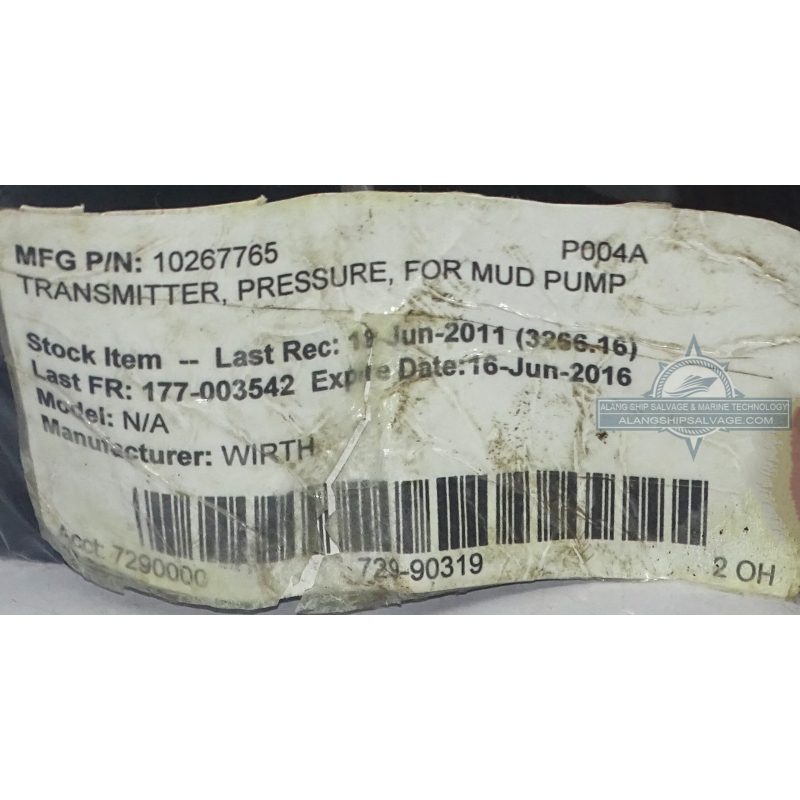 MFG P/N: 10267765 P004A
TRANSMITTER, PRESSURE, FOR MUD PUMP
Stock Item -- Last Rec: 19 Jun-2011 (3266.16)
Last FR: 177-003542 Expire Date:16-Jun-2016
Model: N/A
Manufacturer: WIRTH
Acct: 7290000 729-90319 2 OH
ALANG SHIP SALVAGE & MARINE TECHNOLOGY
ALANGSHIPSALVAGE.COM